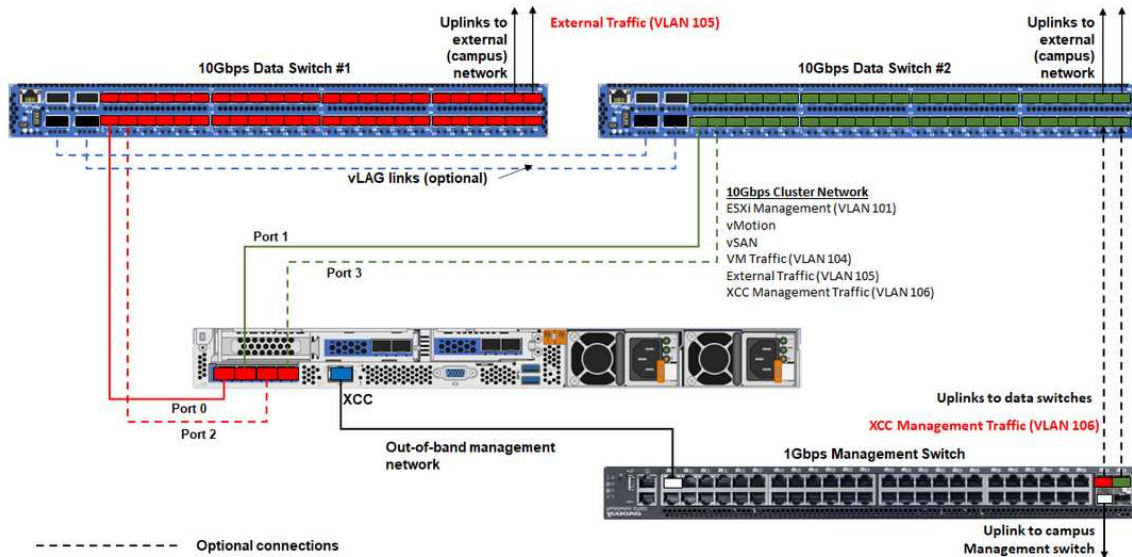 Uplinks to
external
(campus)
network
External Traffic (VLAN 105)
Uplinks to
external
(campus)
network
10Gbps Data Switch #1
10Gbps Data Switch #2
vLAG links (optional)
10Gbps Cluster Network
ESXi Management (VLAN 101)
vMotion
vSAN
VM Traffic (VLAN 104)
External Traffic (VLAN 105)
XCC Management Traffic (VLAN 106)
Port 1
Port 3
XCC
Port 0
Port 2
Uplinks to data switches
XCC Management Traffic (VLAN 106)
Out-of-band management
network
1Gbps Management Switch
Uplink to campus
Management switch
Optional connections